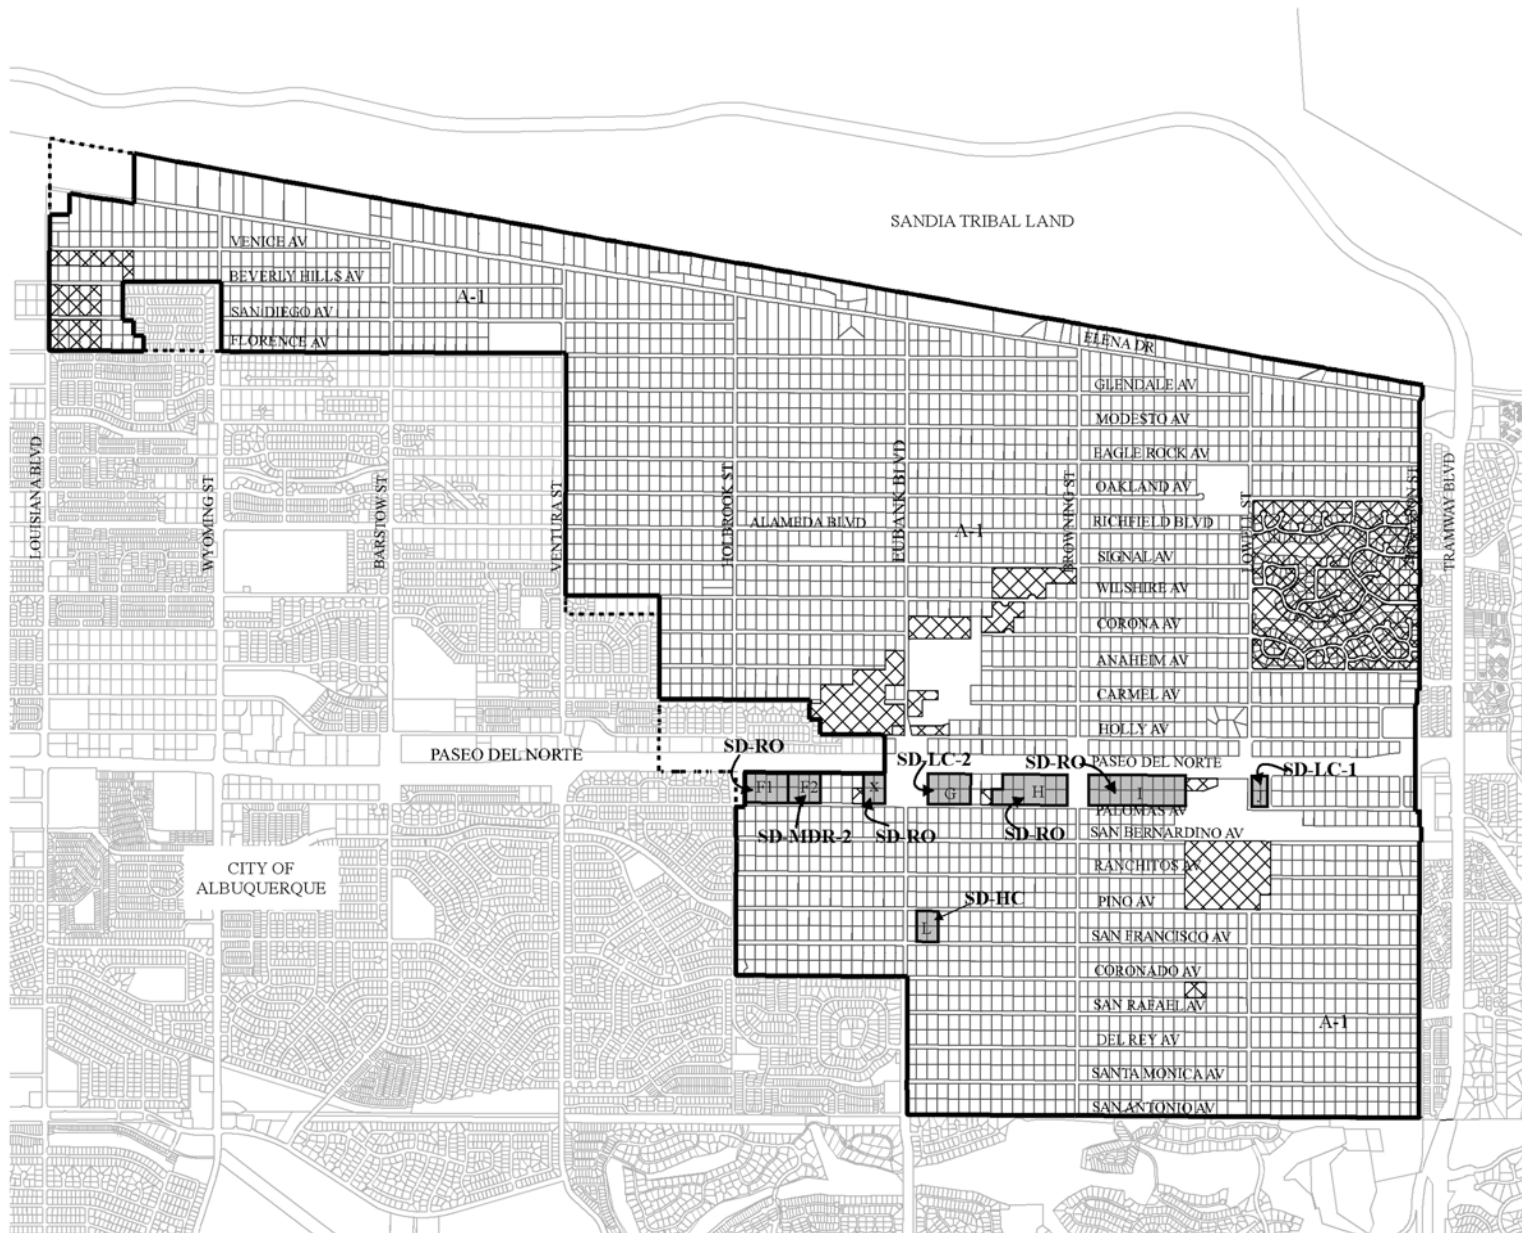 SANDIA TRIBAL LAND
VENICE AV
BEVERLY HILLS AV
A-1
SAN DIEGO AV
FLORENCE AV
ELENA DR
GLENDALE AV
MODESTO AV
EAGLE ROCK AV
OAKLAND AV
RICHFIELD BLVD
ALAMEDA BLVD
A-1
SIGNAL AV
WILSHIRE AV
CORONA AV
ANAHEIM AV
CARMEL AV
HOLLY AV
LOUISIANA BLVD
WYOMING ST
BARSTOW ST
VENTURA ST
HOLBROOK ST
EUBANK BLVD
BROWNING ST
LOWELL ST
TRAMWAY BLVD
PASEO DEL NORTE
SD-RO
SD-LC-2
SD-RO
PASEO DEL NORTE
SD-LC-1
F1
F2
X
G
H
I
J
PALOMAS AV
SD-MDR-2
SD-RO
SD-RO
SAN BERNARDINO AV
RANCHITOS AV
CITY OF
ALBUQUERQUE
SD-HC
PINO AV
L
SAN FRANCISCO AV
CORONADO AV
SAN RAFAEL AV
A-1
DEL REY AV
SANTA MONICA AV
SAN ANTONIO AV